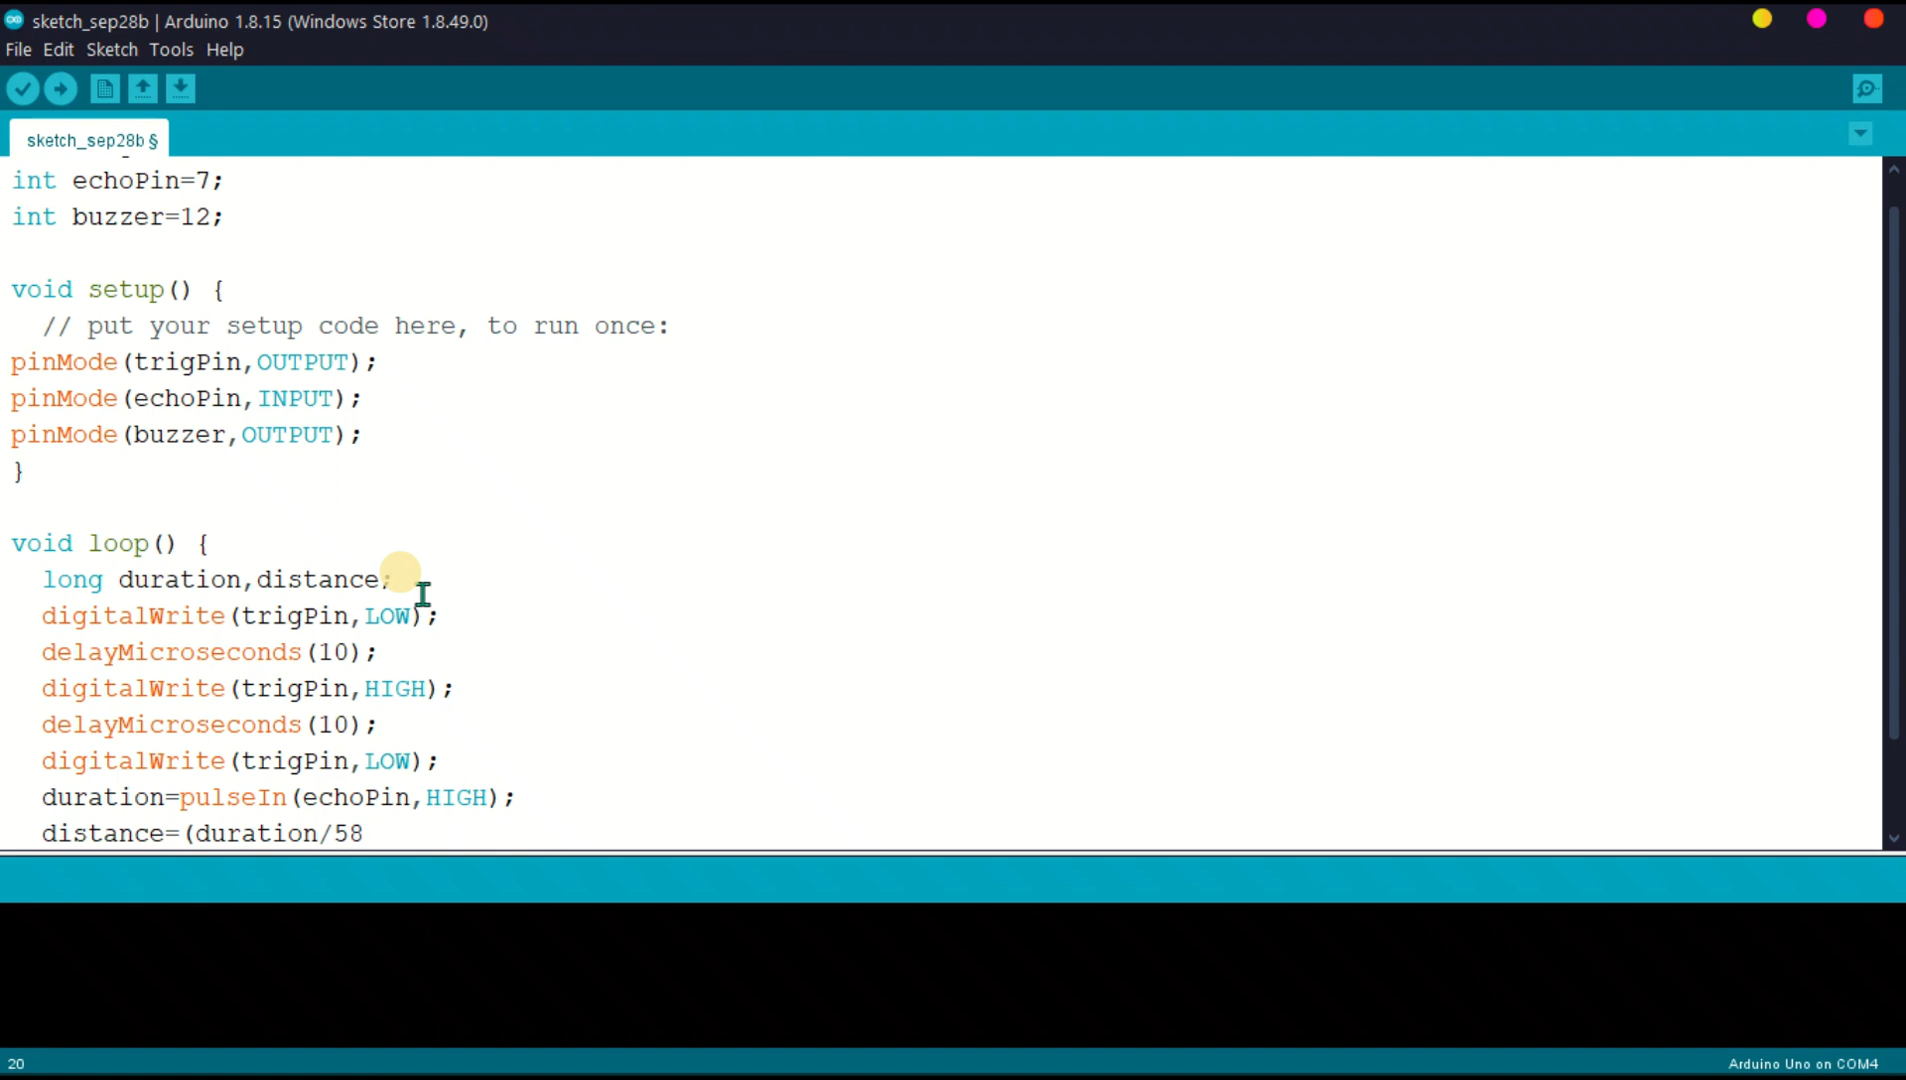 sketch_sep28b | Arduino 1.8.15 (Windows Store 1.8.49.0)
File Edit Sketch Tools Help
sketch_sep28b §
int echoPin=7;
int buzzer=12;
void setup() {
  // put your setup code here, to run once:
pinMode(trigPin,OUTPUT);
pinMode(echoPin,INPUT);
pinMode(buzzer,OUTPUT);
}
void loop() {
  long duration,distance;
  digitalWrite(trigPin,LOW);
  delayMicroseconds(10);
  digitalWrite(trigPin,HIGH);
  delayMicroseconds(10);
  digitalWrite(trigPin,LOW);
  duration=pulseIn(echoPin,HIGH);
  distance=(duration/58
20
Arduino Uno on COM4